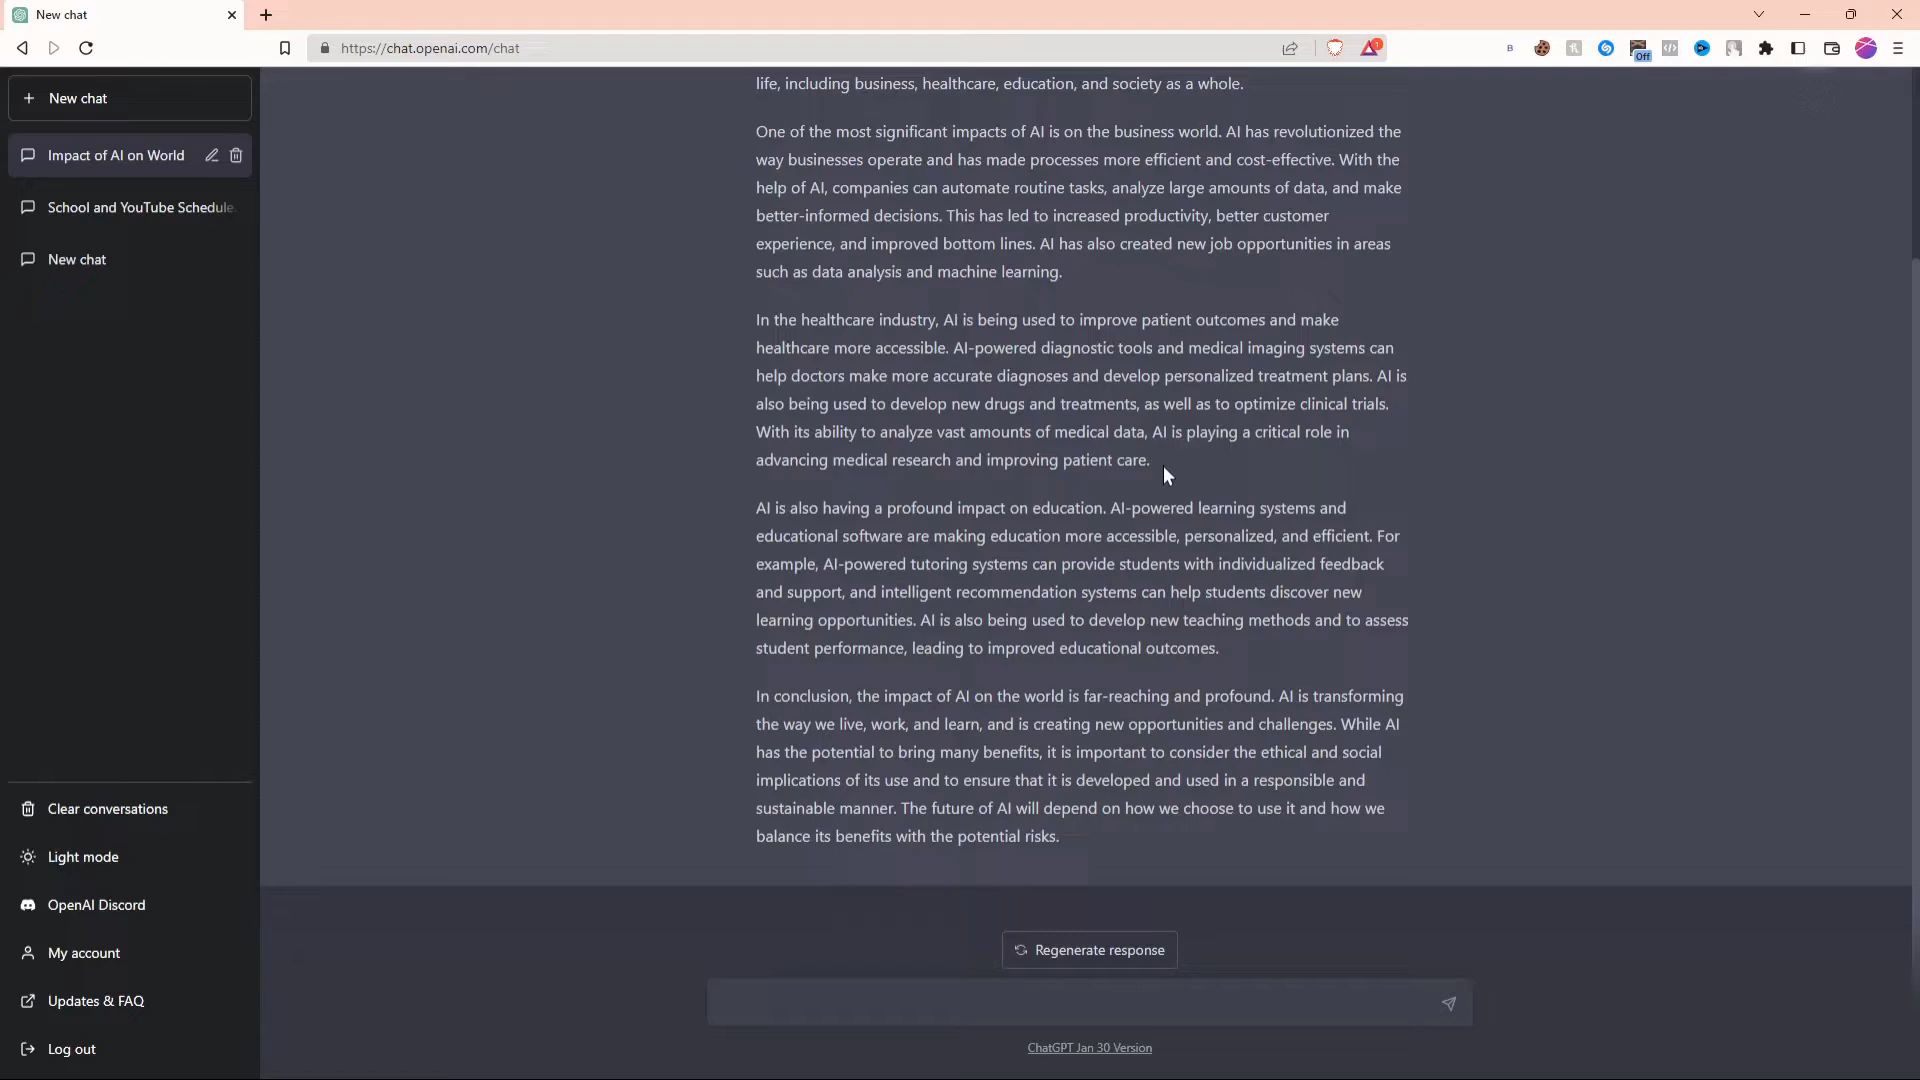 New chat
https://chat.openai.com/chat
1
B
Off
New chat
Impact of AI on World
School and YouTube Schedule
New chat
Clear conversations
Light mode
OpenAI Discord
My account
Updates & FAQ
Log out
life, including business, healthcare, education, and society as a whole.
One of the most significant impacts of AI is on the business world. AI has revolutionized the
way businesses operate and has made processes more efficient and cost-effective. With the
help of AI, companies can automate routine tasks, analyze large amounts of data, and make
better-informed decisions. This has led to increased productivity, better customer
experience, and improved bottom lines. AI has also created new job opportunities in areas
such as data analysis and machine learning.
In the healthcare industry, AI is being used to improve patient outcomes and make
healthcare more accessible. AI-powered diagnostic tools and medical imaging systems can
help doctors make more accurate diagnoses and develop personalized treatment plans. AI is
also being used to develop new drugs and treatments, as well as to optimize clinical trials.
With its ability to analyze vast amounts of medical data, AI is playing a critical role in
advancing medical research and improving patient care.
AI is also having a profound impact on education. AI-powered learning systems and
educational software are making education more accessible, personalized, and efficient. For
example, AI-powered tutoring systems can provide students with individualized feedback
and support, and intelligent recommendation systems can help students discover new
learning opportunities. AI is also being used to develop new teaching methods and to assess
student performance, leading to improved educational outcomes.
In conclusion, the impact of AI on the world is far-reaching and profound. AI is transforming
the way we live, work, and learn, and is creating new opportunities and challenges. While AI
has the potential to bring many benefits, it is important to consider the ethical and social
implications of its use and to ensure that it is developed and used in a responsible and
sustainable manner. The future of AI will depend on how we choose to use it and how we
balance its benefits with the potential risks.
Regenerate response
ChatGPT Jan 30 Version